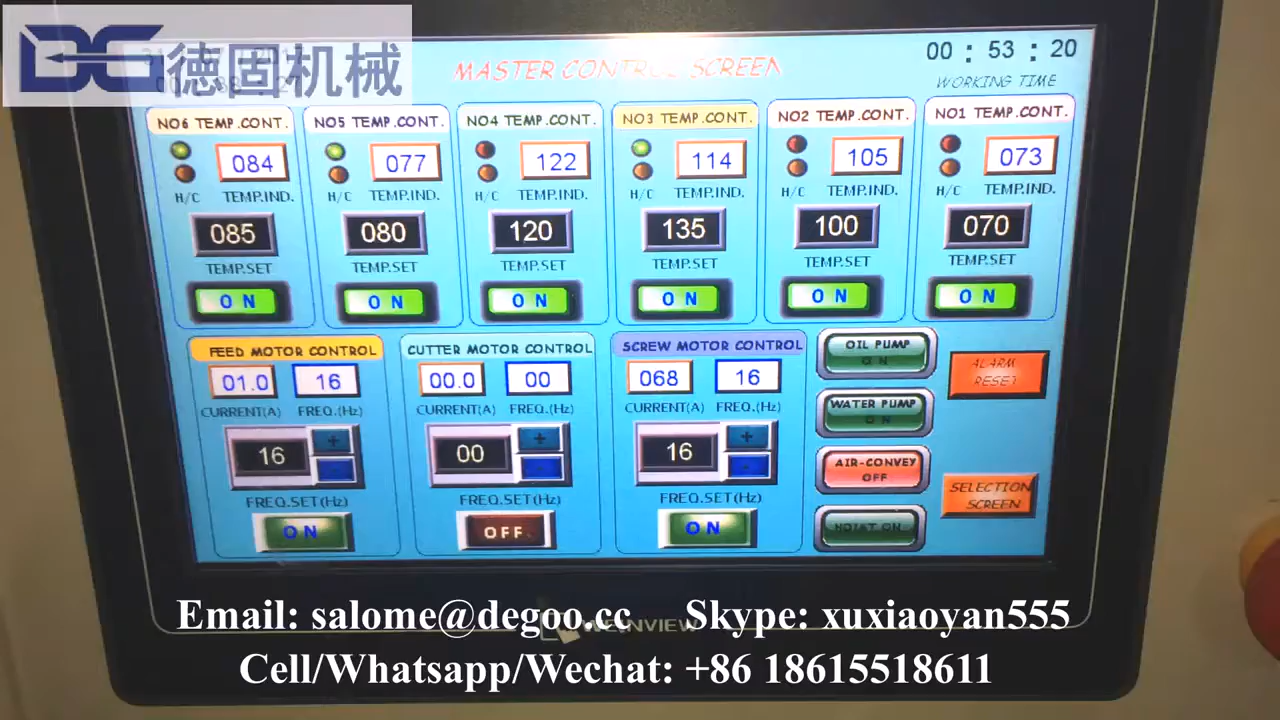 DG 德固机械
MASTER CONTROL SCREEN
00 : 53 : 20
WORKING TIME
NO6 TEMP.CONT. NO5 TEMP.CONT. NO4 TEMP.CONT. NO3 TEMP.CONT. NO2 TEMP.CONT. NO1 TEMP.CONT.
084 077 122 114 105 073
H/C TEMP.IND. H/C TEMP.IND. H/C TEMP.IND. H/C TEMP.IND. H/C TEMP.IND. H/C TEMP.IND.
085 080 120 135 100 070
TEMP.SET TEMP.SET TEMP.SET TEMP.SET TEMP.SET TEMP.SET
ON ON ON ON ON ON
FEED MOTOR CONTROL CUTTER MOTOR CONTROL SCREW MOTOR CONTROL
01.0 16 00.0 00 068 16
CURRENT(A) FREQ.(Hz) CURRENT(A) FREQ.(Hz) CURRENT(A) FREQ.(Hz)
16 + - 00 + - 16 + -
FREQ.SET(Hz) FREQ.SET(Hz) FREQ.SET(Hz)
ON OFF ON
OIL PUMP
ON
WATER PUMP
ON
AIR-CONVEY
OFF
HOIST ON
ALARM
RESET
SELECTION
SCREEN
WEINVIEW
Email: salome@degoo.cc Skype: xuxiaoyan555
Cell/Whatsapp/Wechat: +86 18615518611